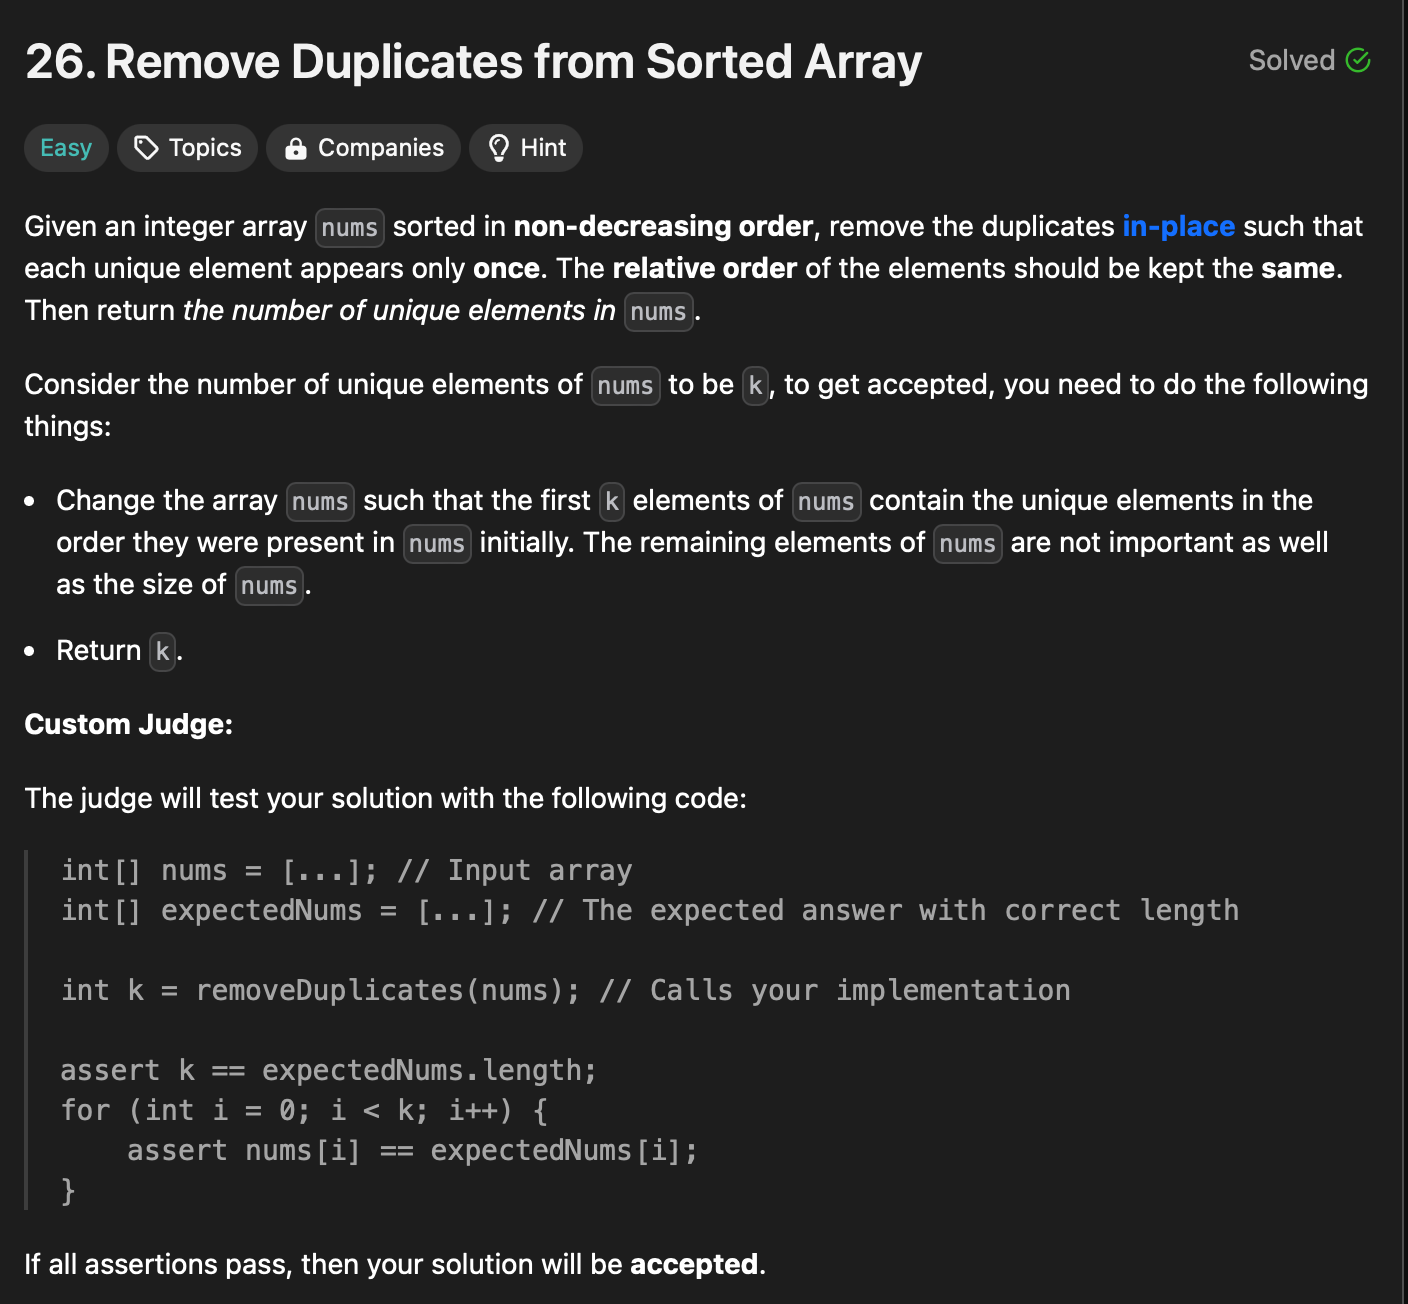 26. Remove Duplicates from Sorted Array
Solved
Easy
Topics
Companies
Hint
Given an integer array nums sorted in non-decreasing order, remove the duplicates in-place such that
each unique element appears only once. The relative order of the elements should be kept the same.
Then return the number of unique elements in nums.
Consider the number of unique elements of nums to be k, to get accepted, you need to do the following
things:
• Change the array nums such that the first k elements of nums contain the unique elements in the
order they were present in nums initially. The remaining elements of nums are not important as well
as the size of nums.
• Return k.
Custom Judge:
The judge will test your solution with the following code:
int[] nums = [...]; // Input array
int[] expectedNums = [...]; // The expected answer with correct length
int k = removeDuplicates(nums); // Calls your implementation
assert k == expectedNums.length;
for (int i = 0; i < k; i++) {
    assert nums[i] == expectedNums[i];
}
If all assertions pass, then your solution will be accepted.